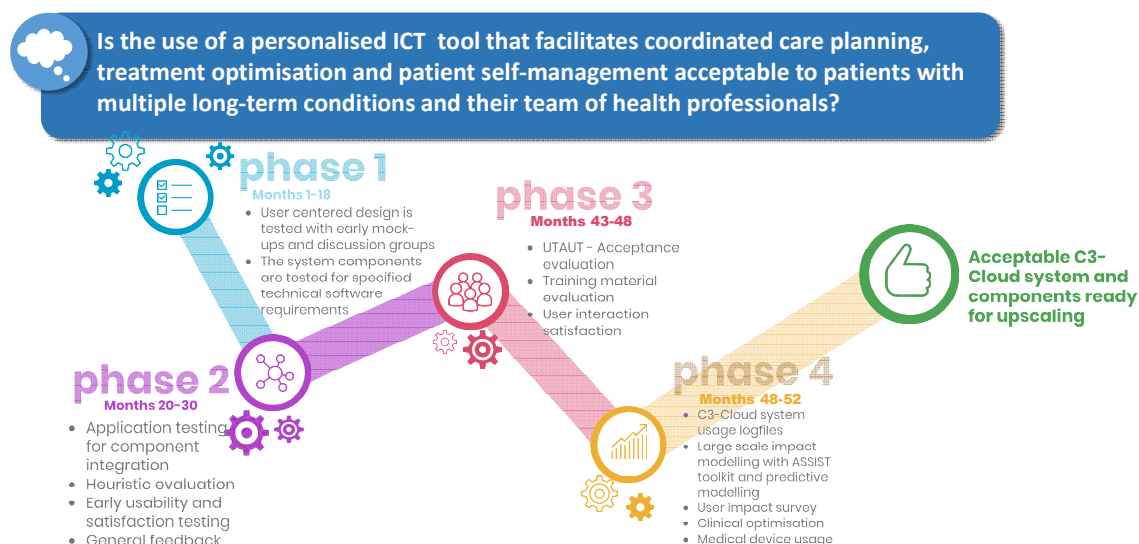 Is the use of a personalised ICT tool that facilitates coordinated care planning,
treatment optimisation and patient self-management acceptable to patients with
multiple long-term conditions and their team of health professionals?
phase 1
Months 1-18
• User centered design is
tested with early mock-
ups and discussion groups
• The system components
are tested for specified
technical software
requirements
phase 2
Months 20-30
• Application testing
for component
integration
• Heuristic evaluation
• Early usability and
satisfaction testing
• General feedback
phase 3
Months 43-48
• UTAUT - Acceptance
evaluation
• Training material
evaluation
• User interaction
satisfaction
phase 4
Months 48-52
• C3-Cloud system
usage logfiles
• Large scale impact
modelling with ASSIST
toolkit and predictive
modelling
• User impact survey
• Clinical optimisation
• Medical device usage
Acceptable C3-
Cloud system and
components ready
for upscaling